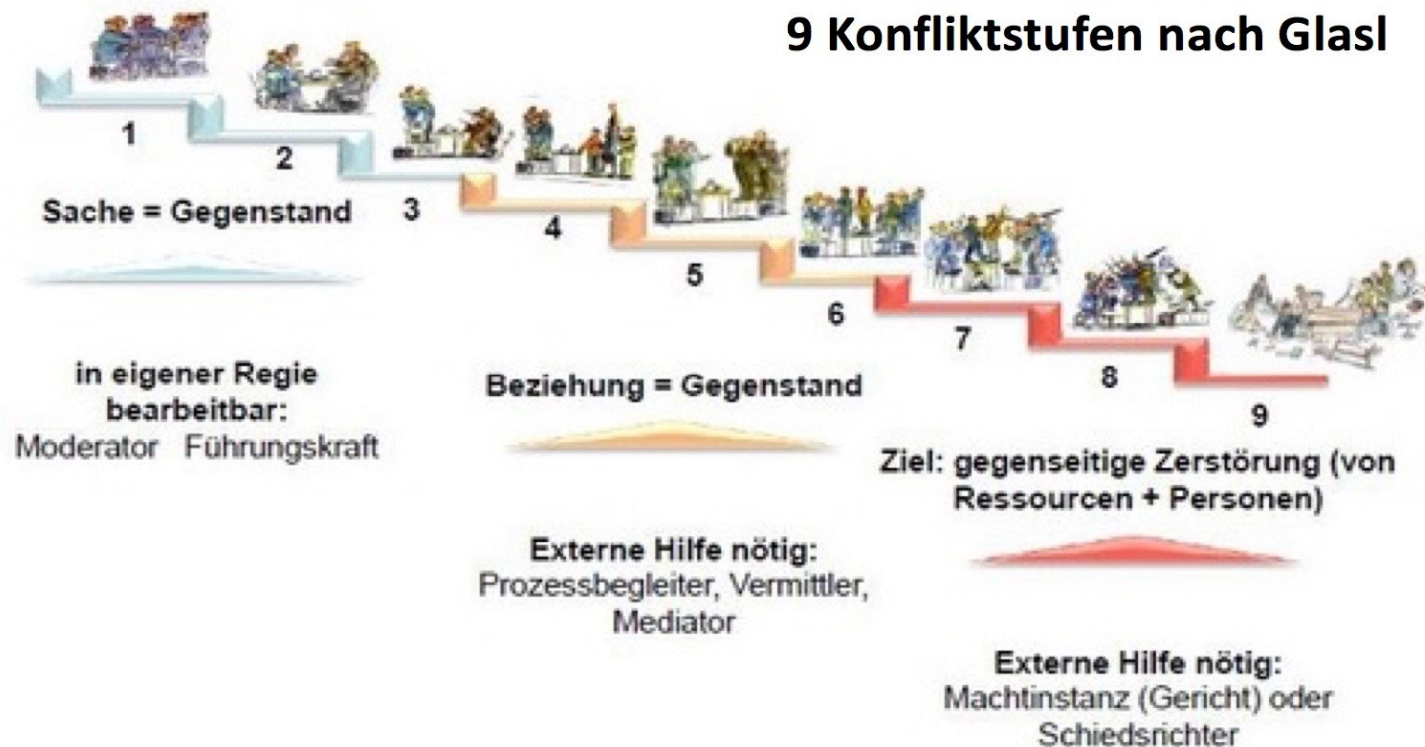 9 Konfliktstufen nach Glasl
1
2
3
4
5
6
7
8
9
Sache = Gegenstand
in eigener Regie
bearbeitbar:
Moderator Führungskraft
Beziehung = Gegenstand
Externe Hilfe nötig:
Prozessbegleiter, Vermittler,
Mediator
Ziel: gegenseitige Zerstörung (von
Ressourcen + Personen)
Externe Hilfe nötig:
Machtinstanz (Gericht) oder
Schiedsrichter